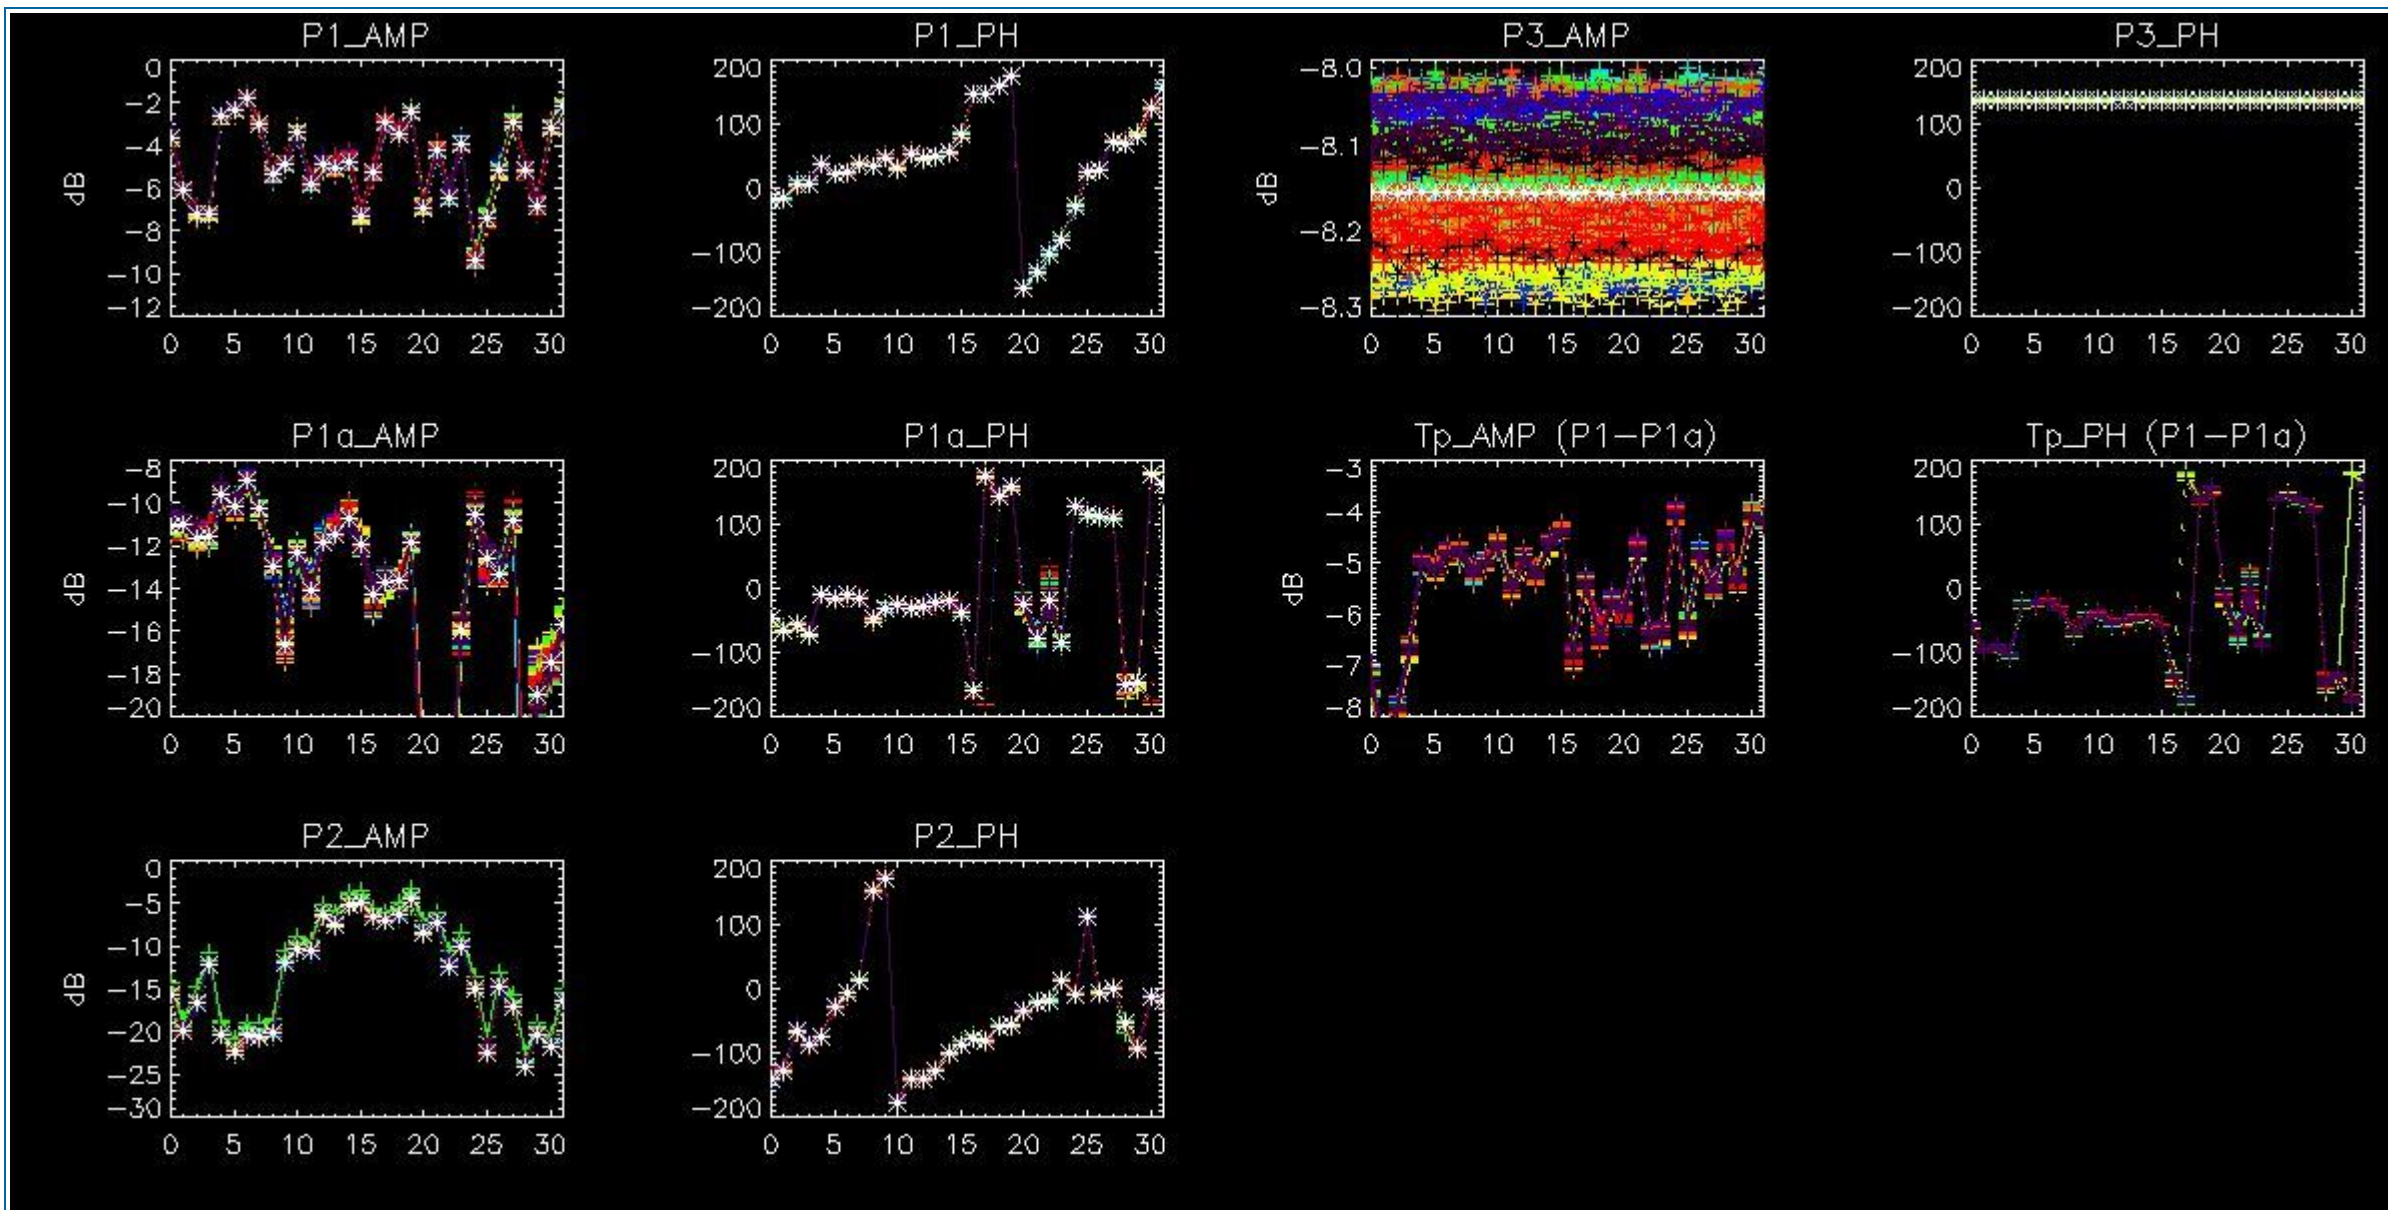 P1_AMP P1_PH P3_AMP P3_PH
0 200 −8.0 200
−2
−4 100 −8.1 100
dB −6 0 dB 0
−8 −8.2
−10 −100 −100
−12 −200 −8.3 −200
0 5 10 15 20 25 30 0 5 10 15 20 25 30 0 5 10 15 20 25 30 0 5 10 15 20 25 30
P1a_AMP P1a_PH Tp_AMP (P1−P1a) Tp_PH (P1−P1a)
−8 200 −3 200
−10 100 −4 100
−12 −5
dB −14 0 dB 0
−16 −6
−18 −100 −7 −100
−20 −200 −8 −200
0 5 10 15 20 25 30 0 5 10 15 20 25 30 0 5 10 15 20 25 30 0 5 10 15 20 25 30
P2_AMP P2_PH
0 200
−5 100
−10
dB −15 0
−20
−25 −100
−30 −200
0 5 10 15 20 25 30 0 5 10 15 20 25 30